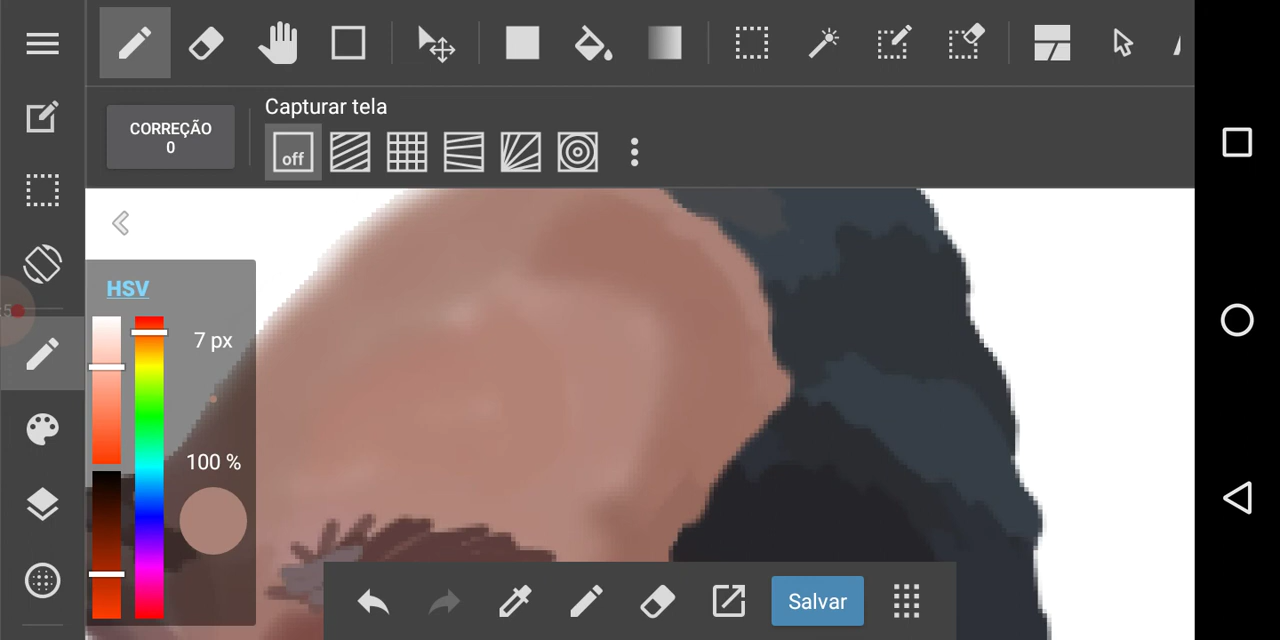 Capturar tela
CORREÇÃO
0
off
HSV
7 px
100 %
Salvar